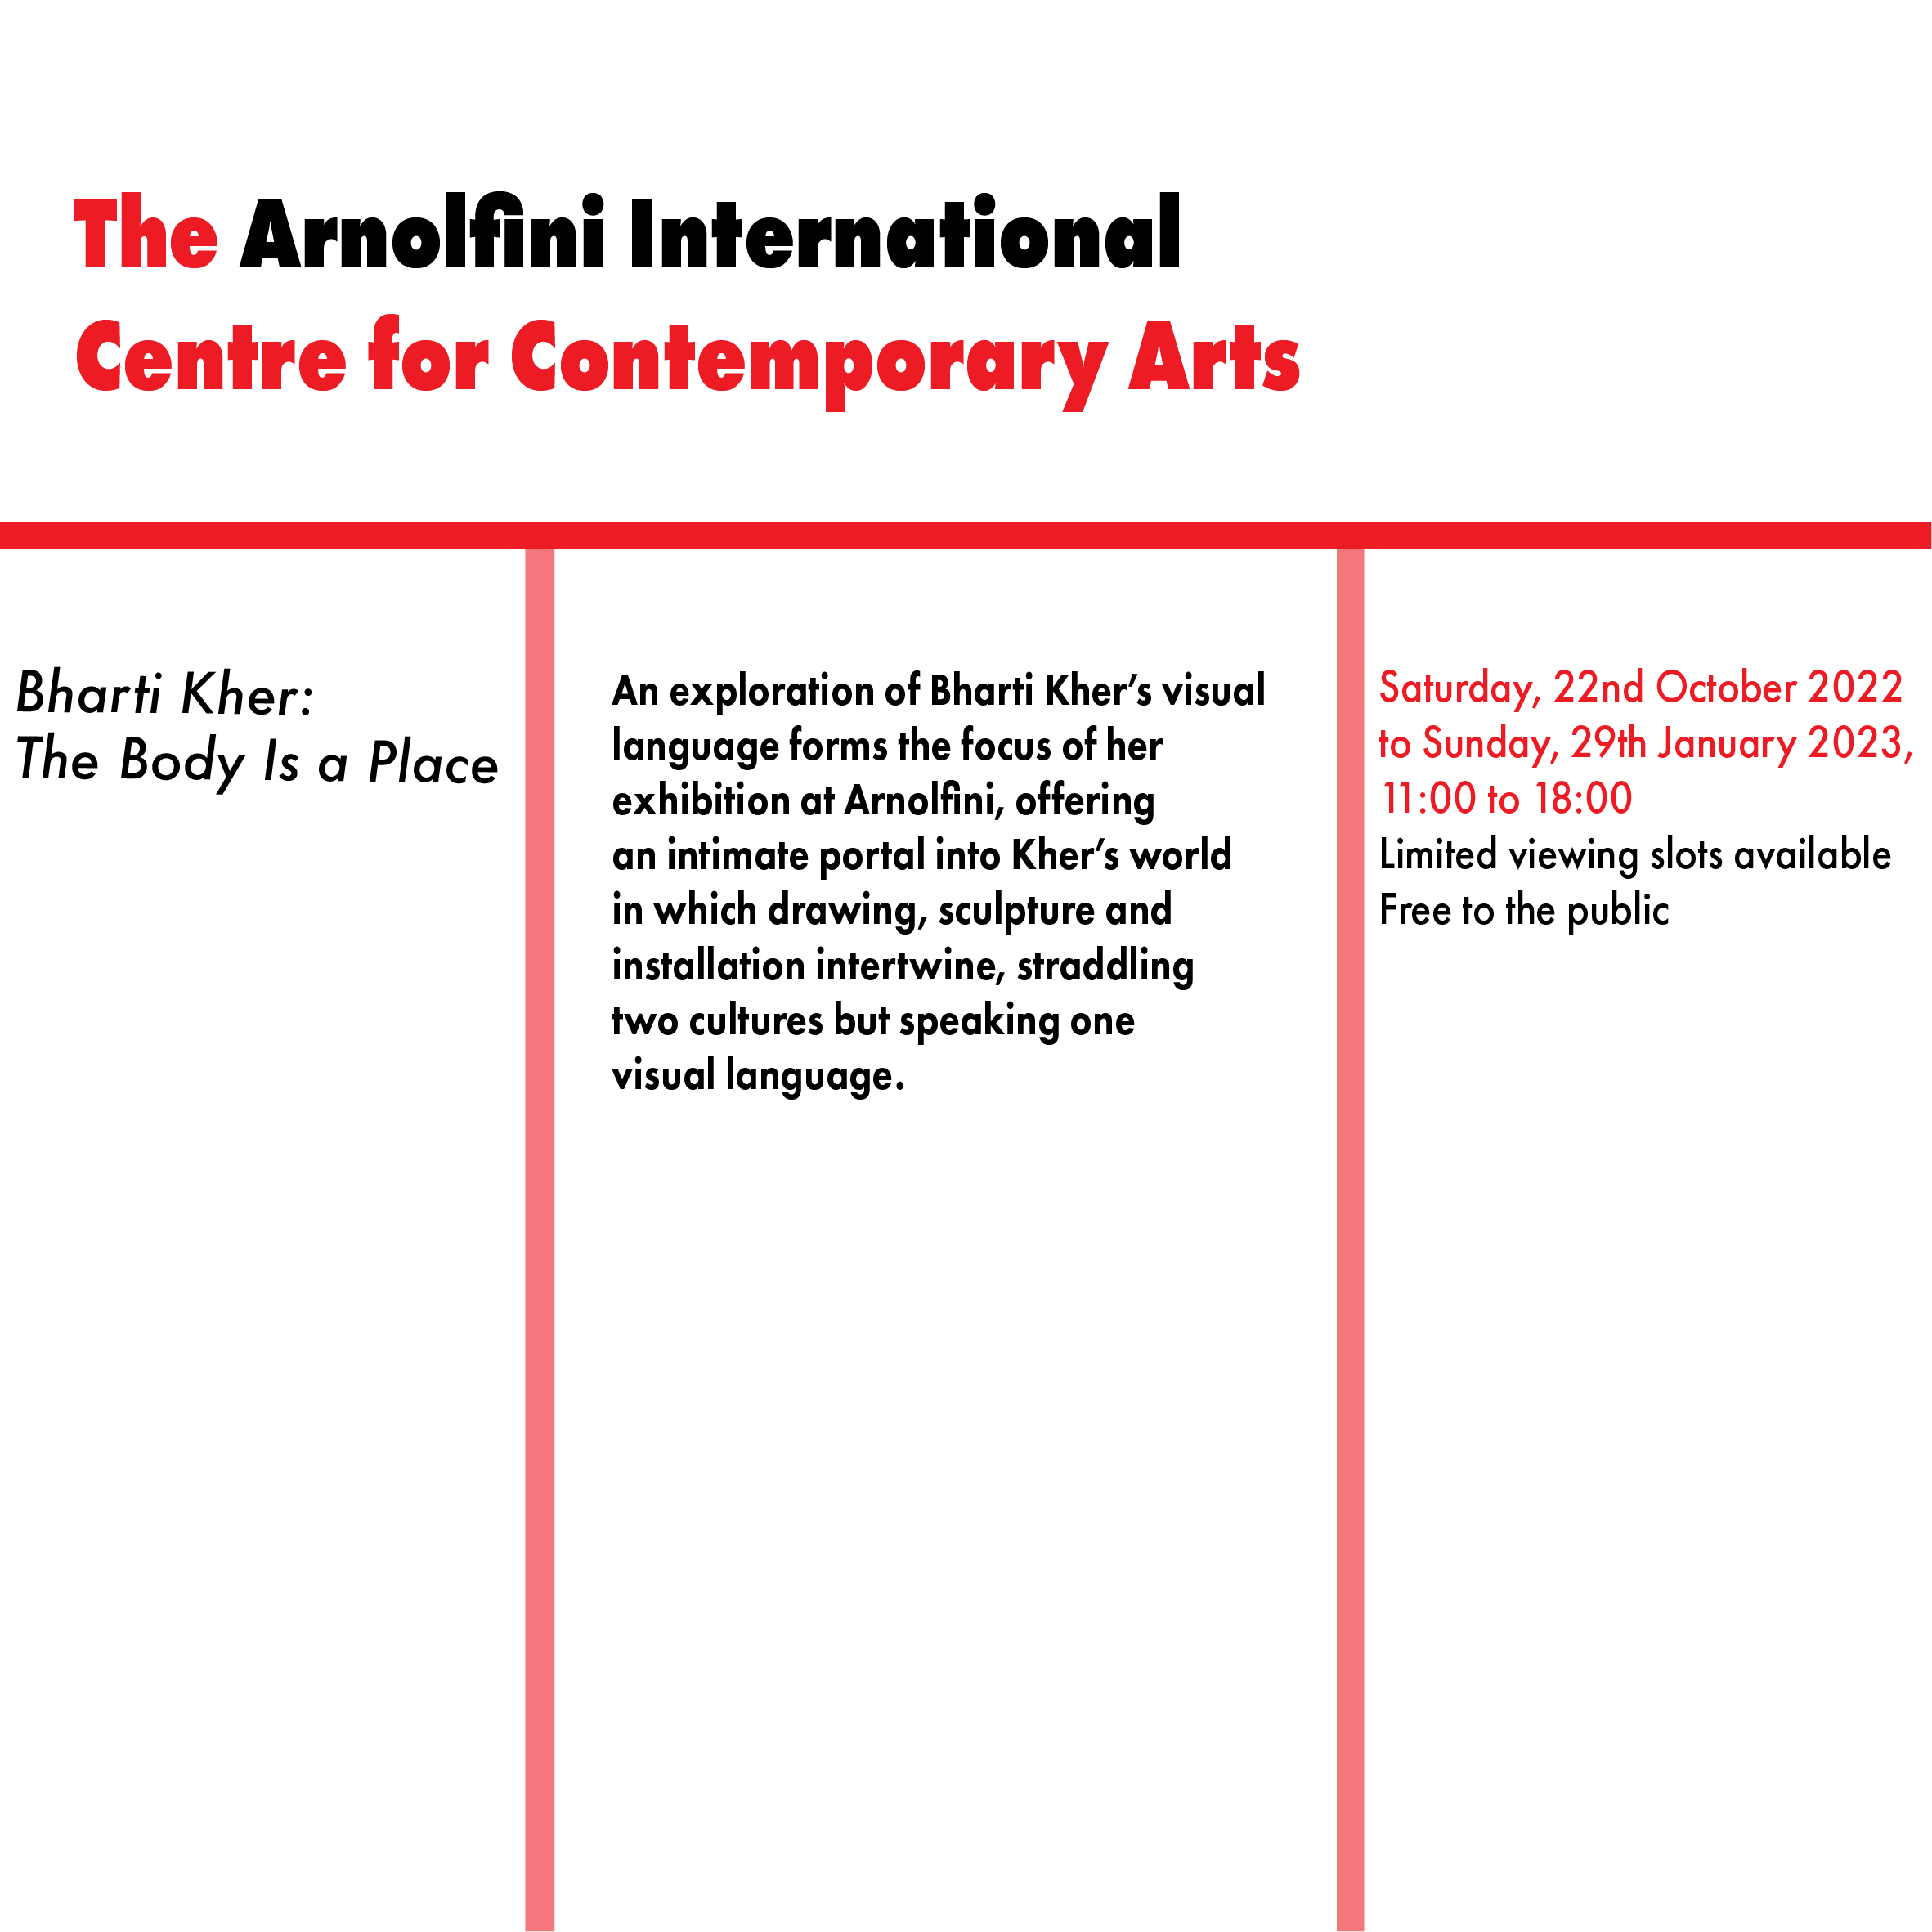 The Arnolfini International
Centre for Contemporary Arts
Bharti Kher:
The Body Is a Place
An exploration of Bharti Kher’s visual
language forms the focus of her
exhibition at Arnolfini, offering
an intimate portal into Kher’s world
in which drawing, sculpture and
installation intertwine, straddling
two cultures but speaking one
visual language.
Saturday, 22nd October 2022
to Sunday, 29th January 2023,
11:00 to 18:00
Limited viewing slots available
Free to the public